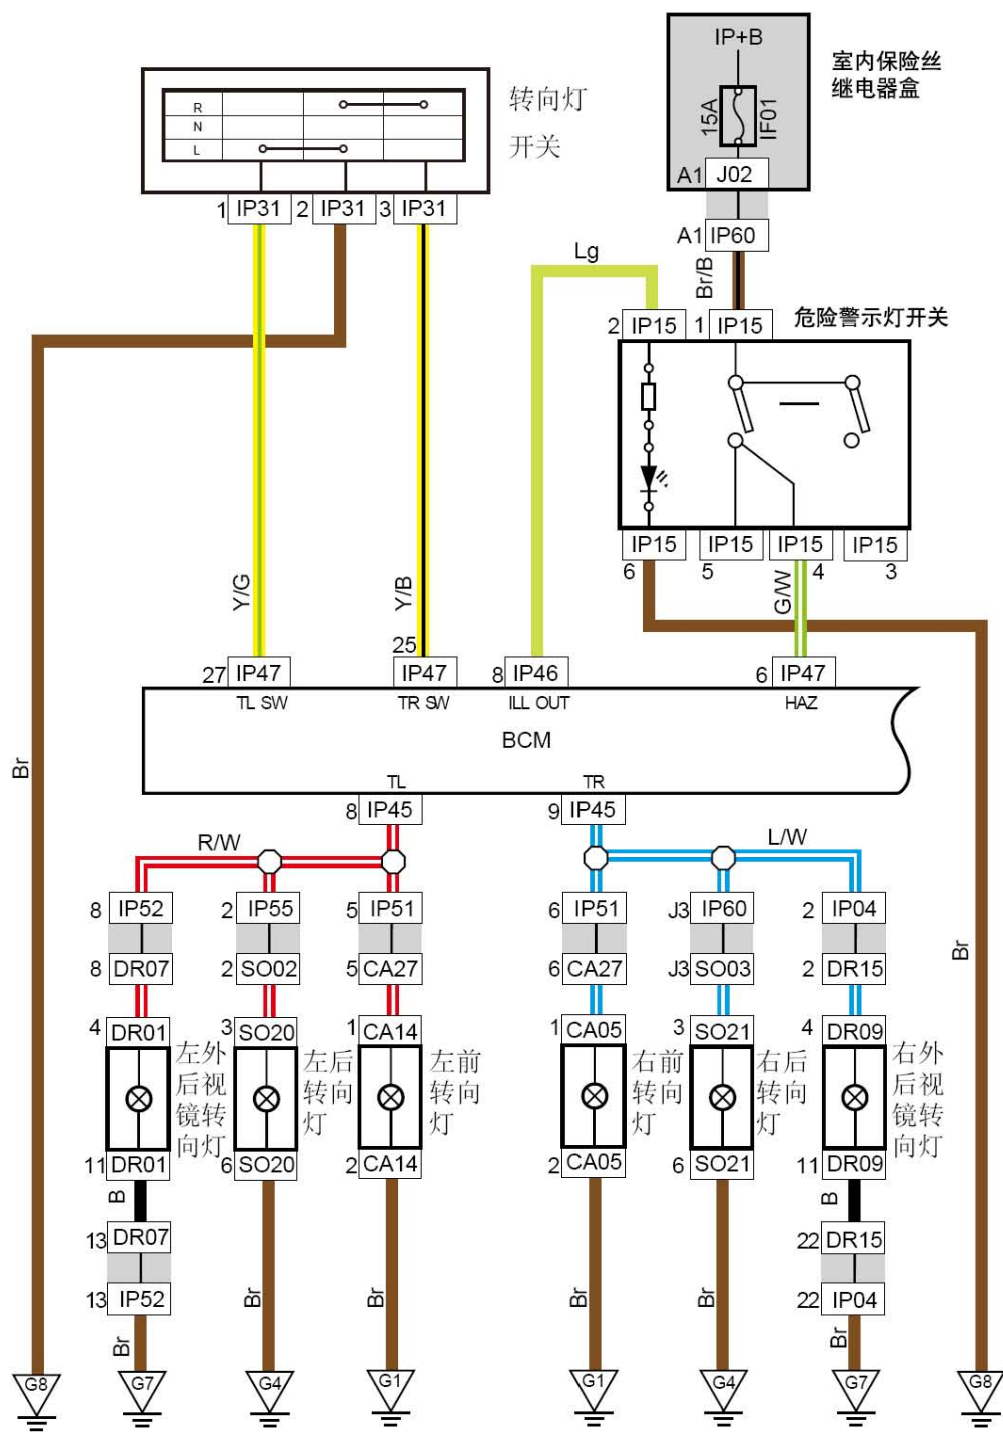 IP+B
室内保险丝
继电器盒
15A
IF01
A1 J02
A1 IP60
Br/B
R
N
L
转向灯
开关
1 IP31 2 IP31 3 IP31
Lg
2 IP15 1 IP15
危险警示灯开关
IP15 IP15 IP15 IP15
6 5 4 3
Y/G
Y/B
G/W
27 IP47 25 IP47 8 IP46 6 IP47
TL SW TR SW ILL OUT HAZ
BCM
Br
TL TR
8 IP45 9 IP45
R/W
L/W
8 IP52 2 IP55 5 IP51 6 IP51 J3 IP60 2 IP04
Br
8 DR07 2 SO02 5 CA27 6 CA27 J3 SO03 2 DR15
4 DR01 3 SO20 1 CA14 1 CA05 3 SO21 4 DR09
左外
后视
镜转
向灯
左后
转向
灯
左前
转向
灯
右前
转向
灯
右后
转向
灯
右外
后视
镜转
向灯
11 DR01 6 SO20 2 CA14 2 CA05 6 SO21 11 DR09
B B
13 DR07 22 DR15
13 IP52 22 IP04
Br Br Br Br Br Br
G8 G7 G4 G1 G1 G4 G7 G8